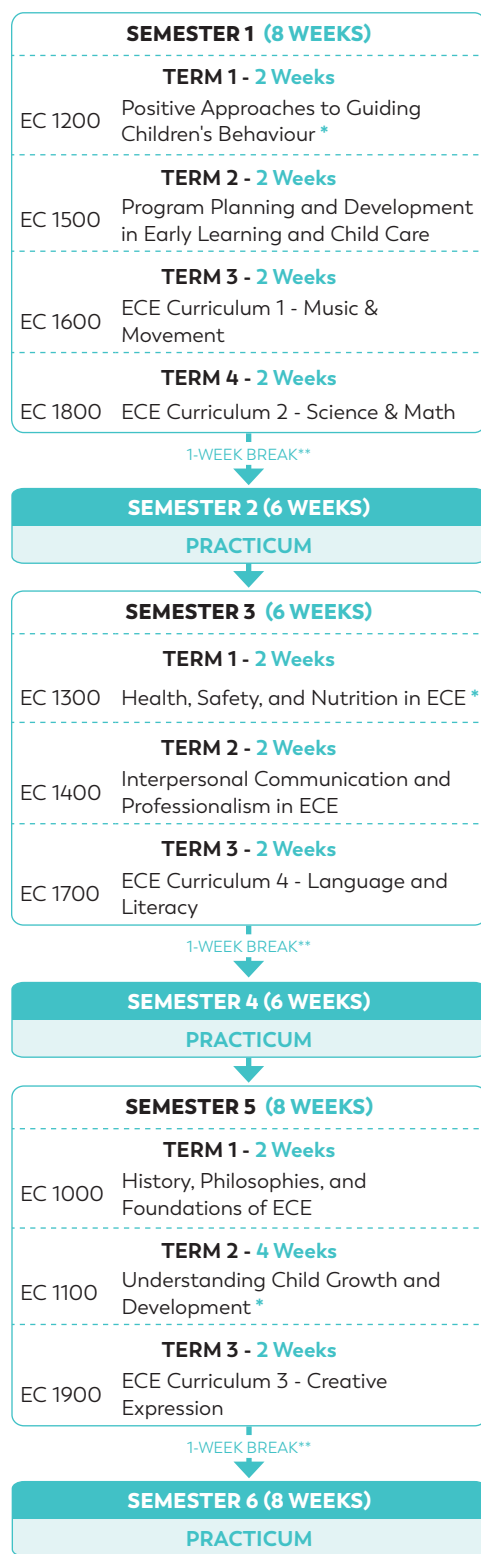 SEMESTER 1 (8 WEEKS)
TERM 1 - 2 Weeks
EC 1200
Positive Approaches to Guiding
Children's Behaviour *
TERM 2 - 2 Weeks
EC 1500
Program Planning and Development
in Early Learning and Child Care
TERM 3 - 2 Weeks
EC 1600
ECE Curriculum 1 - Music &
Movement
TERM 4 - 2 Weeks
EC 1800 ECE Curriculum 2 - Science & Math
1-WEEK BREAK**
SEMESTER 2 (6 WEEKS)
PRACTICUM
SEMESTER 3 (6 WEEKS)
TERM 1 - 2 Weeks
EC 1300 Health, Safety, and Nutrition in ECE *
TERM 2 - 2 Weeks
EC 1400
Interpersonal Communication and
Professionalism in ECE
TERM 3 - 2 Weeks
EC 1700
ECE Curriculum 4 - Language and
Literacy
1-WEEK BREAK**
SEMESTER 4 (6 WEEKS)
PRACTICUM
SEMESTER 5 (8 WEEKS)
TERM 1 - 2 Weeks
EC 1000
History, Philosophies, and
Foundations of ECE
TERM 2 - 4 Weeks
EC 1100
Understanding Child Growth and
Development *
TERM 3 - 2 Weeks
EC 1900
ECE Curriculum 3 - Creative
Expression
1-WEEK BREAK**
SEMESTER 6 (8 WEEKS)
PRACTICUM